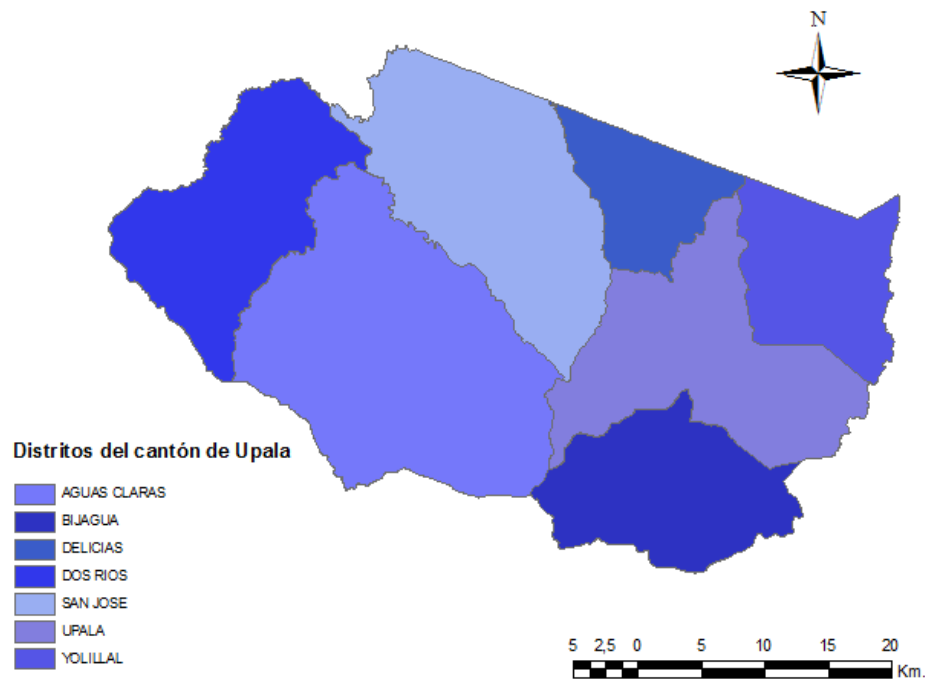 N
Distritos del cantón de Upala
AGUAS CLARAS
BIJAGUA
DELICIAS
DOS RIOS
SAN JOSE
UPALA
YOLILLAL
5 2,5 0 5 10 15 20
Km.